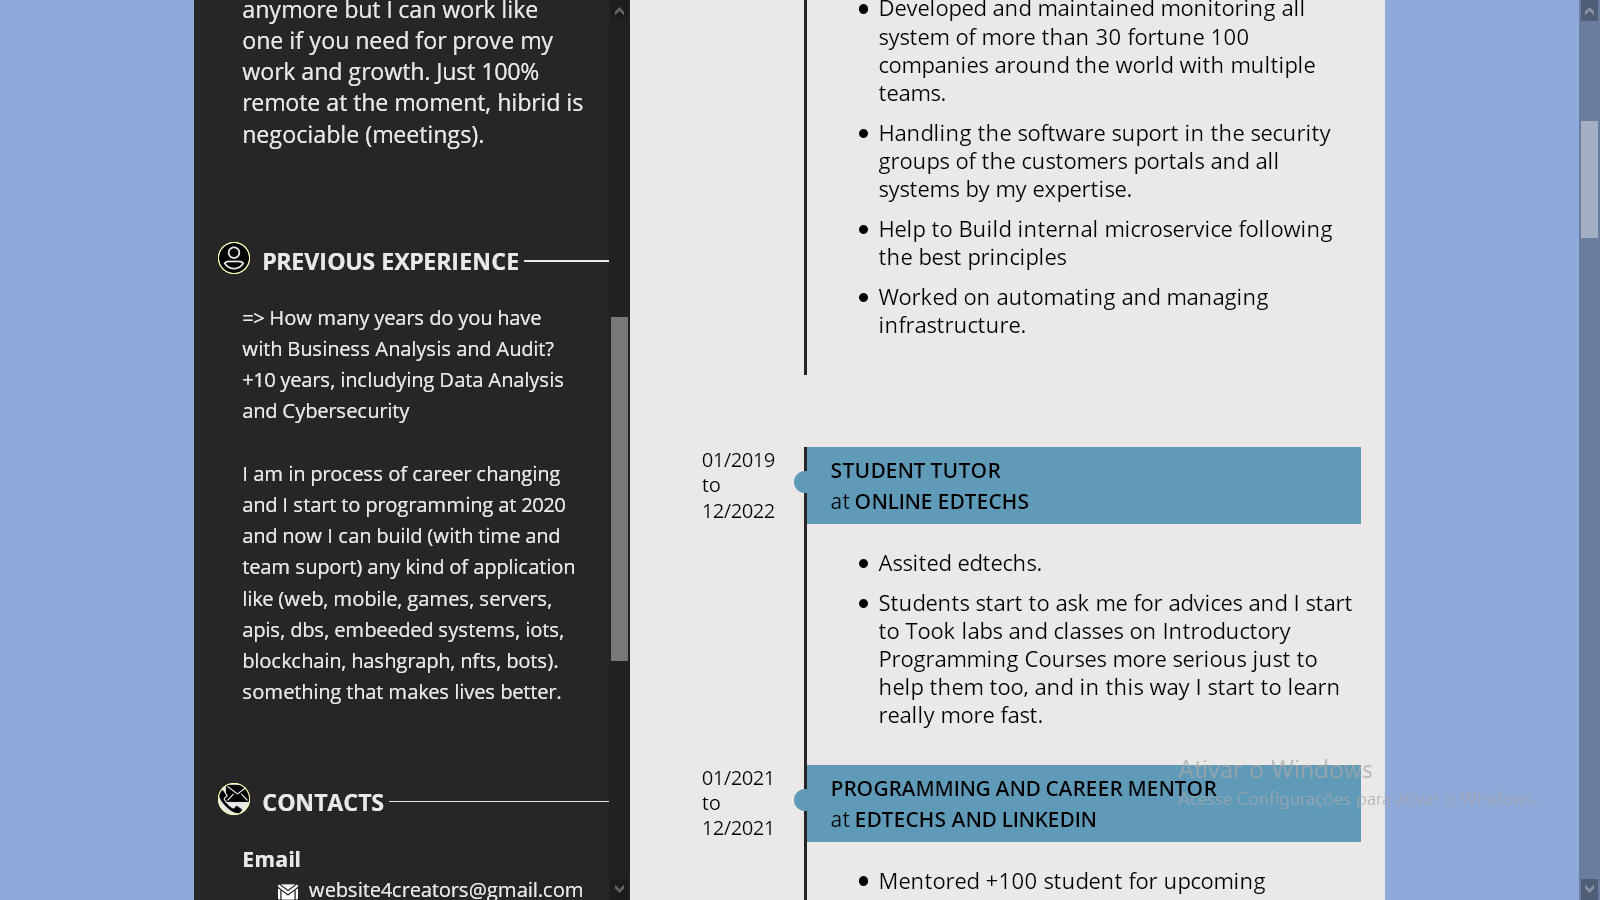 anymore but I can work like
one if you need for prove my
work and growth. Just 100%
remote at the moment, hibrid is
negociable (meetings).
PREVIOUS EXPERIENCE
=> How many years do you have
with Business Analysis and Audit?
+10 years, includying Data Analysis
and Cybersecurity
I am in process of career changing
and I start to programming at 2020
and now I can build (with time and
team suport) any kind of application
like (web, mobile, games, servers,
apis, dbs, embeeded systems, iots,
blockchain, hashgraph, nfts, bots).
something that makes lives better.
CONTACTS
Email
website4creators@gmail.com
Developed and maintained monitoring all
system of more than 30 fortune 100
companies around the world with multiple
teams.
Handling the software suport in the security
groups of the customers portals and all
systems by my expertise.
Help to Build internal microservice following
the best principles
Worked on automating and managing
infrastructure.
01/2019
to
12/2022
STUDENT TUTOR
at ONLINE EDTECHS
Assited edtechs.
Students start to ask me for advices and I start
to Took labs and classes on Introductory
Programming Courses more serious just to
help them too, and in this way I start to learn
really more fast.
01/2021
to
12/2021
PROGRAMMING AND CAREER MENTOR
at EDTECHS AND LINKEDIN
Mentored +100 student for upcoming
Ativar o Windows
Acesse Configurações para